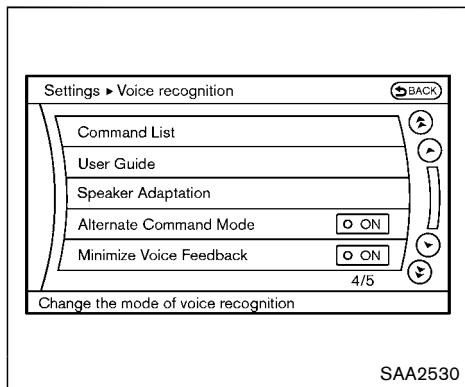 Settings ▸ Voice recognition BACK
Command List
User Guide
Speaker Adaptation
Alternate Command Mode ON
Minimize Voice Feedback ON
4/5
Change the mode of voice recognition
SAA2530